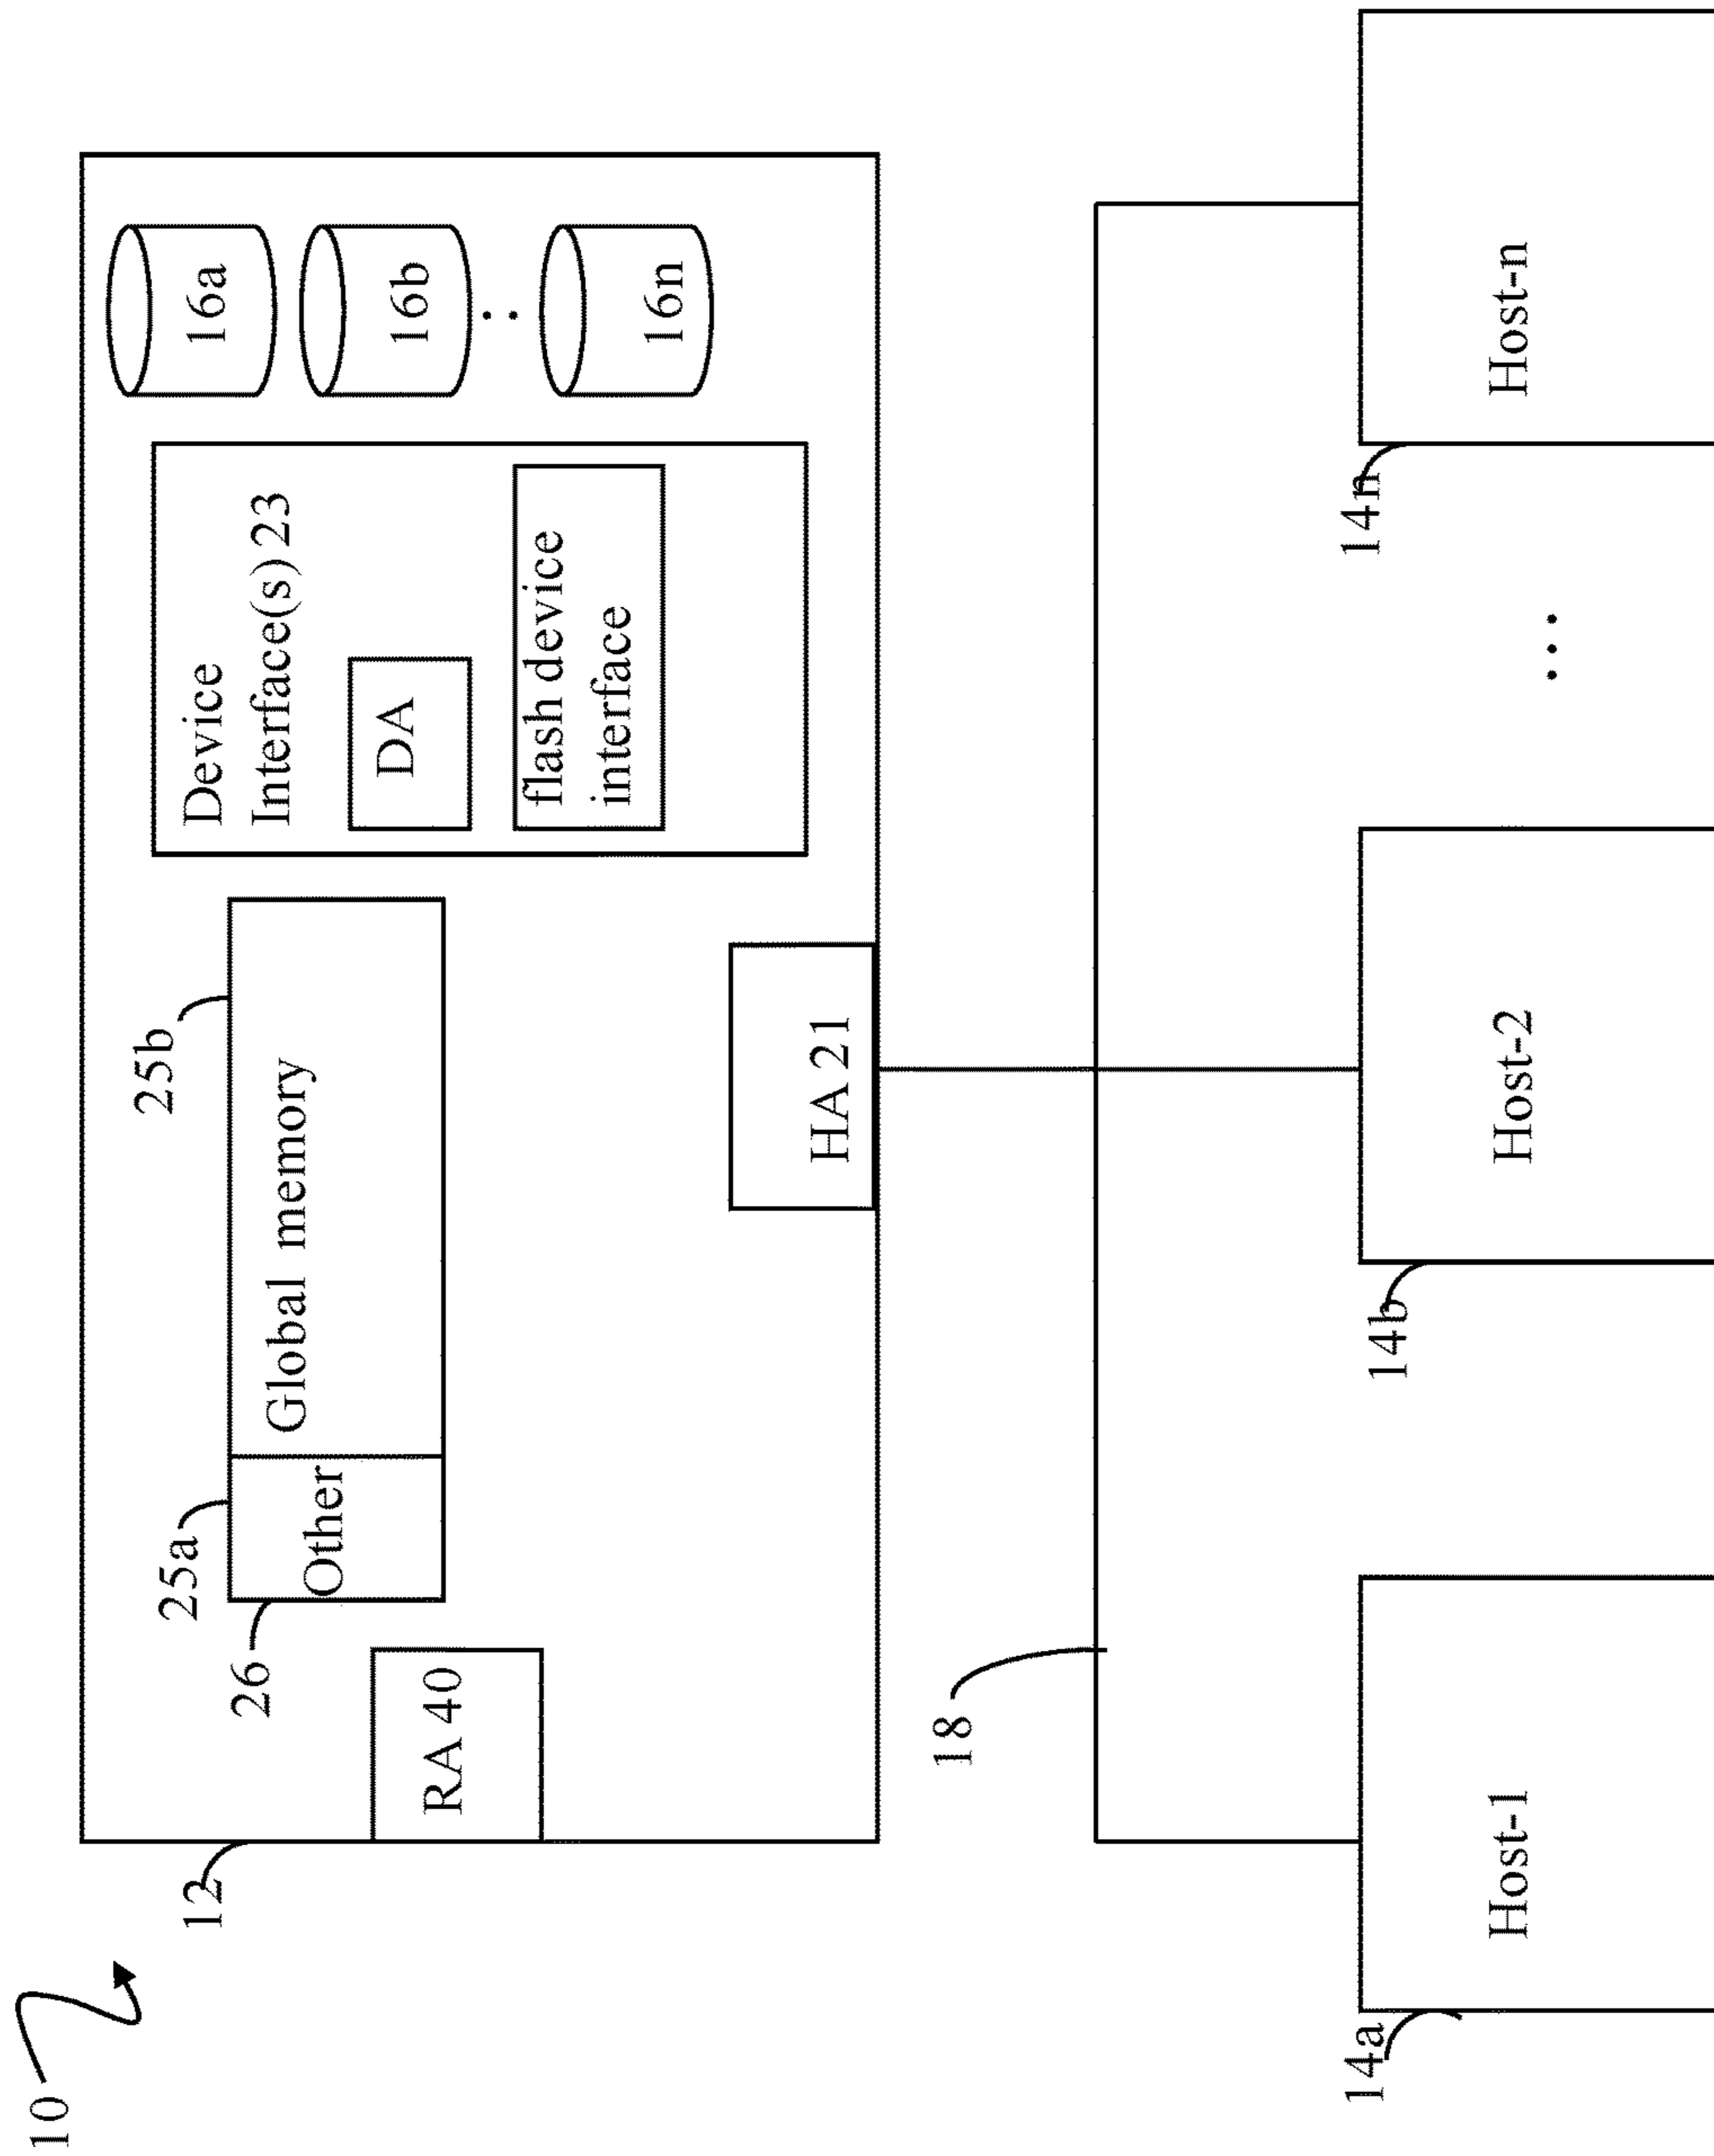 10
12
RA 40
26
25a
Other
25b
Global memory
HA 21
Device
Interface(s) 23
DA
flash device
interface
16a
16b
16n
18
14a
Host-1
14b
Host-2
...
14n
Host-n